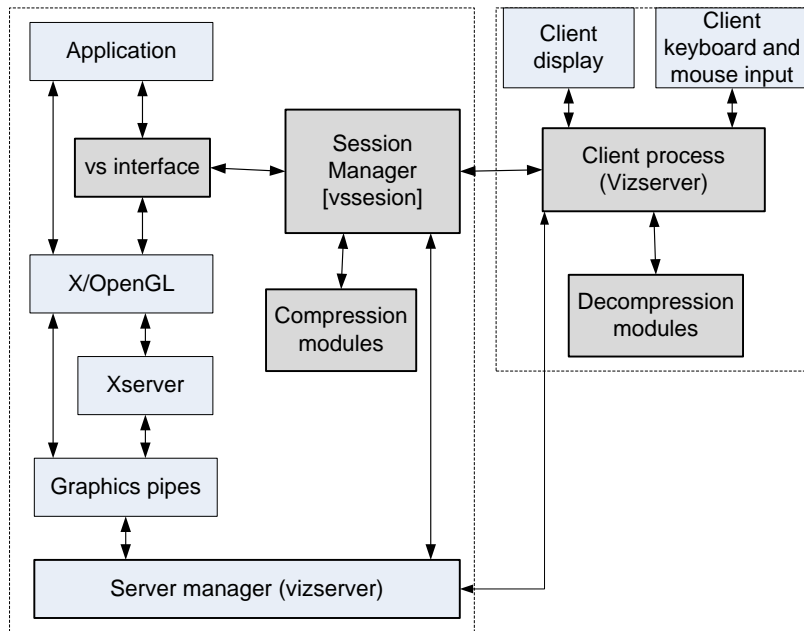 Application
vs interface
X/OpenGL
Xserver
Graphics pipes
Server manager (vizserver)
Session
Manager
[vssesion]
Compression
modules
Client
display
Client
keyboard and
mouse input
Client process
(Vizserver)
Decompression
modules